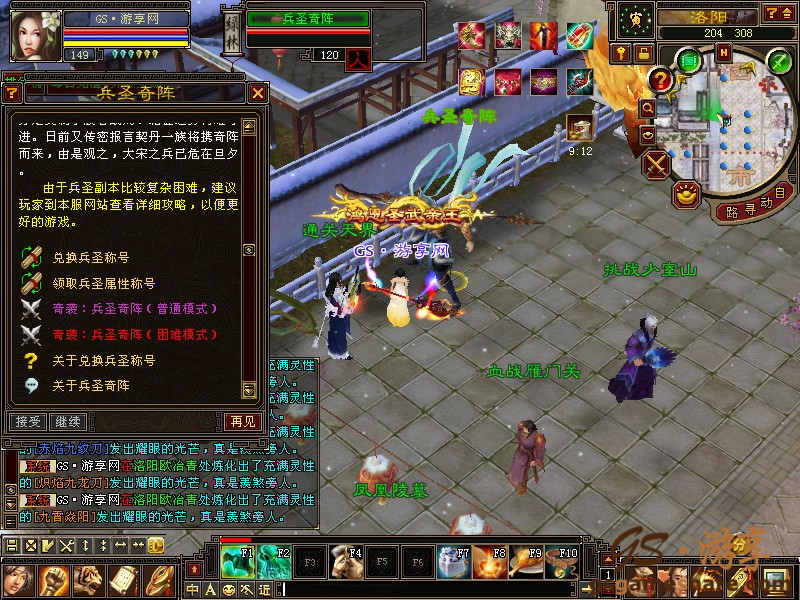 GS·游享网
149
绿林
兵圣奇阵
120
洛阳
204 308
N
自动寻路
9:12
兵圣奇阵
进。日前又传密报言契丹一族将携奇阵
而来，由是观之，大宋之兵已危在旦夕
。
由于兵圣副本比较复杂困难，建议
玩家到本服网站查看详细攻略，以便更
好的游戏。
兑换兵圣称号
领取兵圣属性称号
奇袭：兵圣奇阵（普通模式）
奇袭：兵圣奇阵（困难模式）
关于兑换兵圣称号
关于兵圣奇阵
接受
继续
再见
兵圣奇阵
通关天界
GS·游享网
挑战少室山
血战雁门关
凤凰陵墓
充满灵性
旁人。
充满灵性
人。
充满灵性
的[赤焰九纹刀]发出耀眼的光芒，真是羡煞旁人。
系统 GS·游享网在洛阳欧冶青处炼化出了充满灵性
的[炽焰九龙刀]发出耀眼的光芒，真是羡煞旁人。
系统 GS·游享网在洛阳欧冶青处炼化出了充满灵性
的[九霄焱阳]发出耀眼的光芒，真是羡煞旁人。
F1 F2 F3 F4 F5 F6 F7 F8 F9 F10
1
中 A 近
GS·游享网